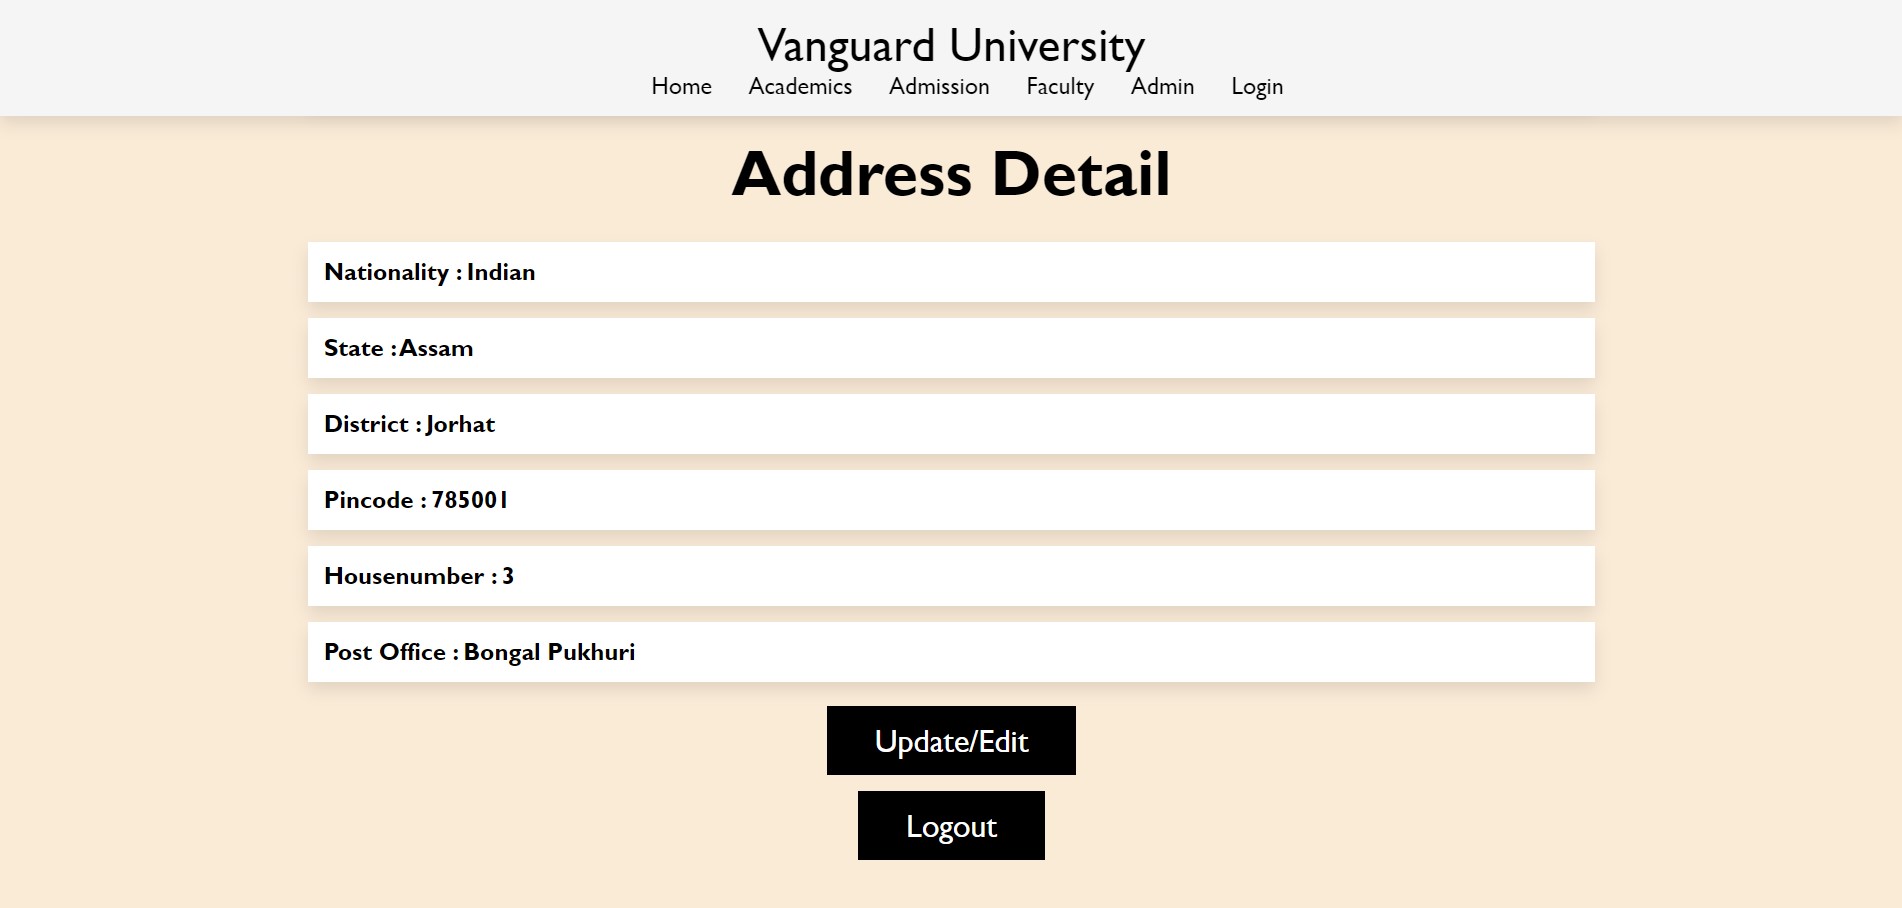 Vanguard University
Home Academics Admission Faculty Admin Login
Address Detail
Nationality : Indian
State : Assam
District : Jorhat
Pincode : 785001
Housenumber : 3
Post Office : Bongal Pukhuri
Update/Edit
Logout